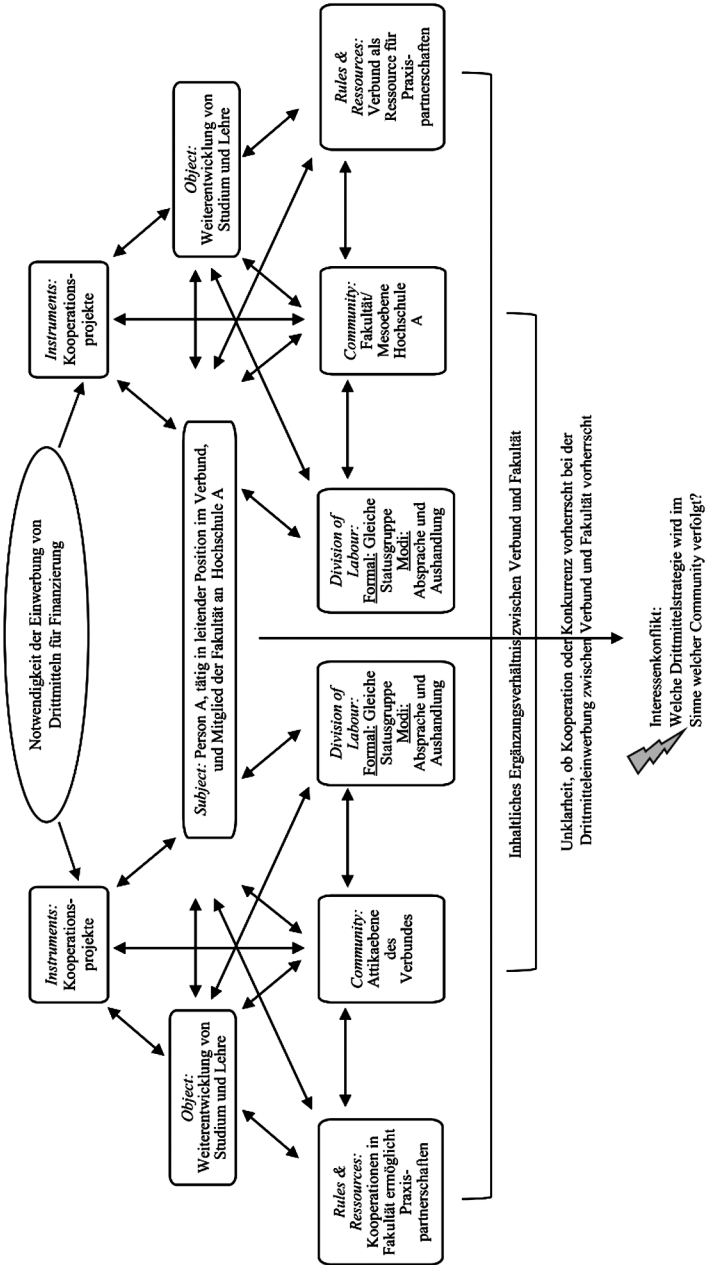 Notwendigkeit der Einwerbung von
Drittmitteln für Finanzierung
Instruments:
Kooperations-
projekte
Instruments:
Kooperations-
projekte
Object:
Weiterentwicklung von
Studium und Lehre
Subject: Person A, tätig in leitender Position im Verbund,
und Mitglied der Fakultät an Hochschule A
Object:
Weiterentwicklung von
Studium und Lehre
Rules &
Ressources:
Kooperationen in
Fakultät ermöglicht
Praxis-
partnerschaften
Community:
Attikaebene
des
Verbundes
Division of
Labour:
Formal: Gleiche
Statusgruppe
Modi:
Absprache und
Aushandlung
Division of
Labour:
Formal: Gleiche
Statusgruppe
Modi:
Absprache und
Aushandlung
Community:
Fakultät/
Mesoebene
Hochschule
A
Rules &
Ressources:
Verbund als
Ressource für
Praxis-
partnerschaften
Inhaltliches Ergänzungsverhältnis zwischen Verbund und Fakultät
Unklarheit, ob Kooperation oder Konkurrenz vorherrscht bei der
Drittmitteleinwerbung zwischen Verbund und Fakultät vorherrscht
Interessenkonflikt:
Welche Drittmittelstrategie wird im
Sinne welcher Community verfolgt?